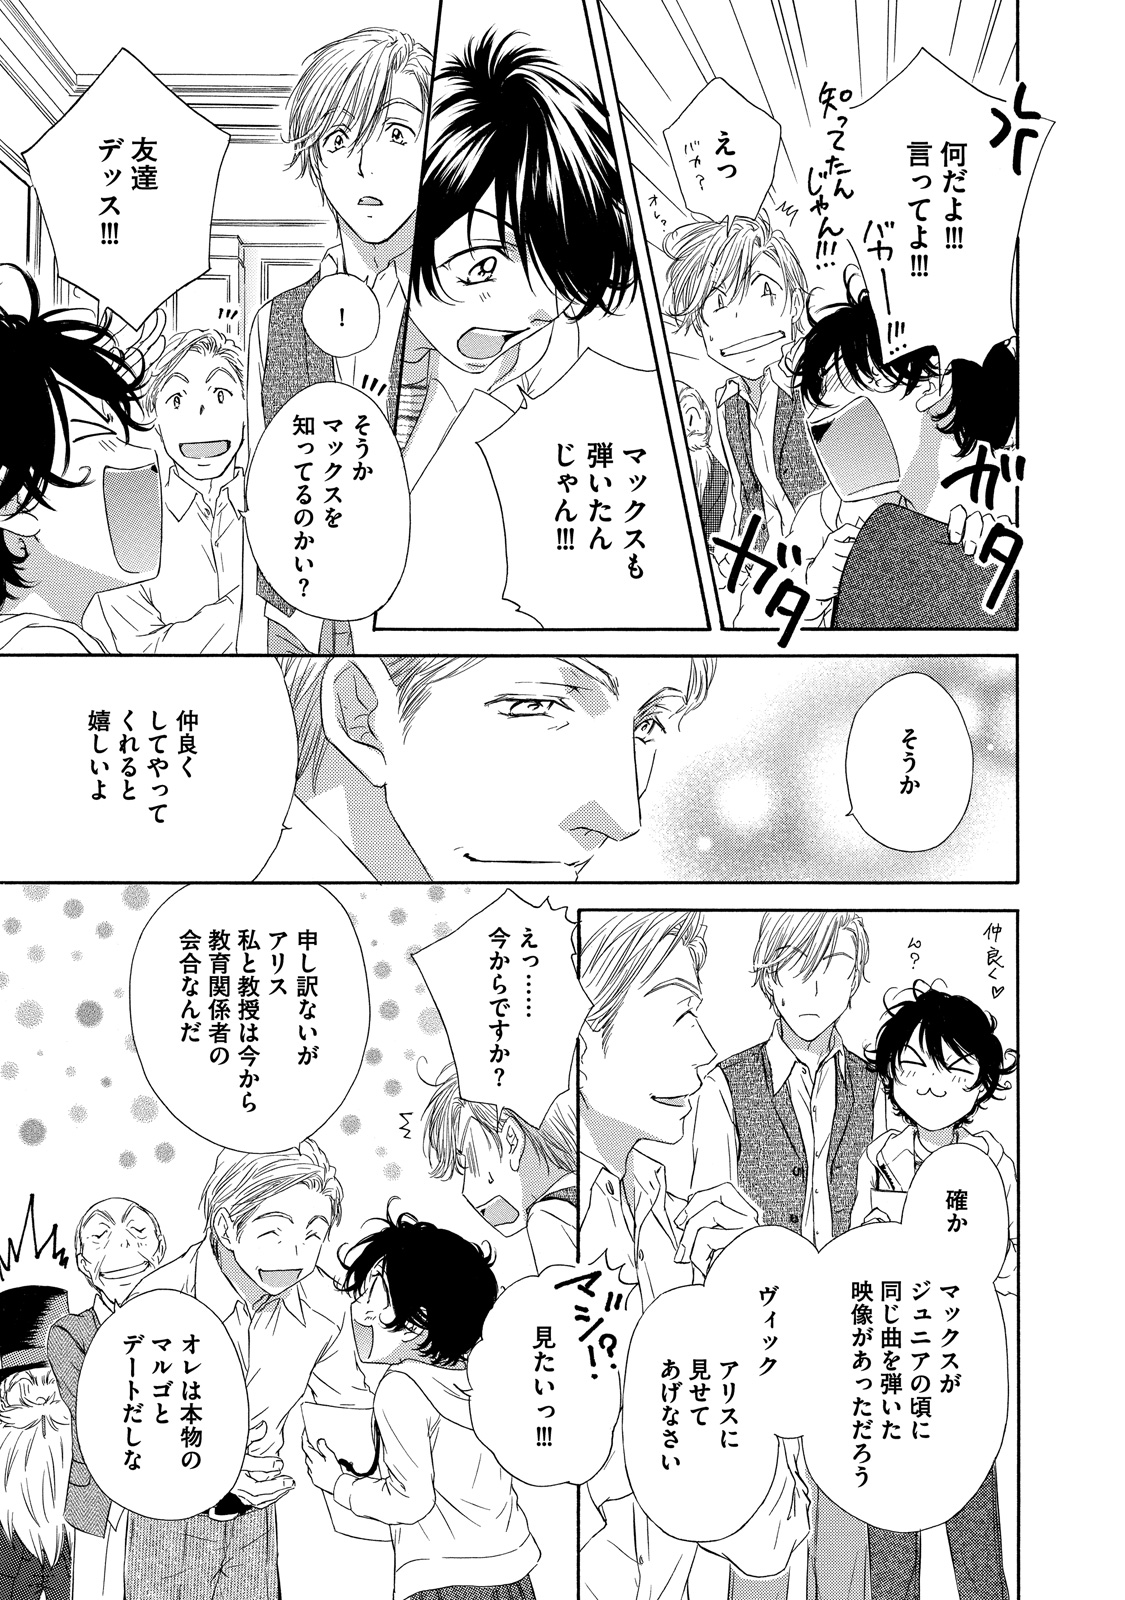 何だよ!!!
言ってよ!!!
バカー!!!
知ってたん
じゃん!!!
えっ
バカ?
オレっ
ガタ
ガタ
マックスも
弾いたん
じゃん!!!
!
そうか
マックスを
知ってるのかい?
友達
デッス!!!
そうか
仲良く
してやって
くれると
嬉しいよ
仲良く♡
ん?
確か
マックスが
ジュニアの頃に
同じ曲を弾いた
映像があっただろう
ヴィック
アリスに
見せて
あげなさい
えっ……
今からですか?
マジ!?
見たいっ!!!
申し訳ないが
アリス
私と教授は今から
教育関係者の
会合なんだ
オレは本物の
マルゴと
デートだしな